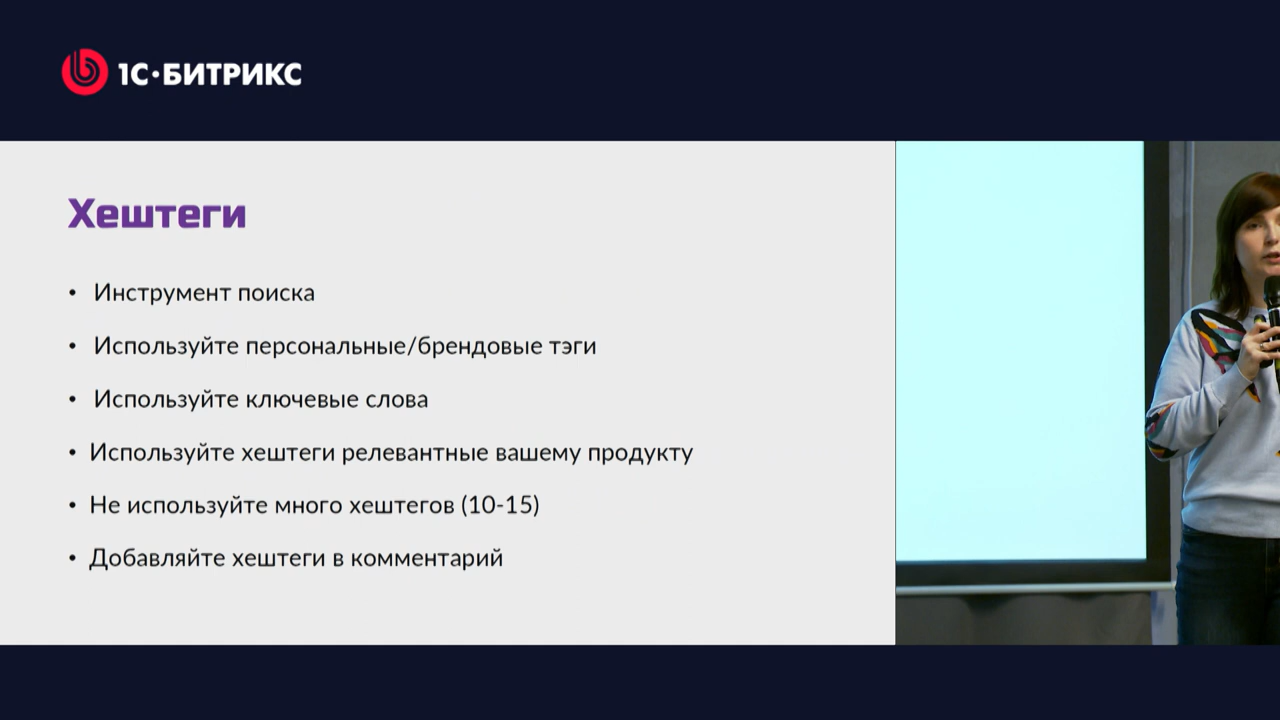 1С·БИТРИКС
Хештеги
• Инструмент поиска
• Используйте персональные/брендовые тэги
• Используйте ключевые слова
• Используйте хештеги релевантные вашему продукту
• Не используйте много хештегов (10-15)
• Добавляйте хештеги в комментарий